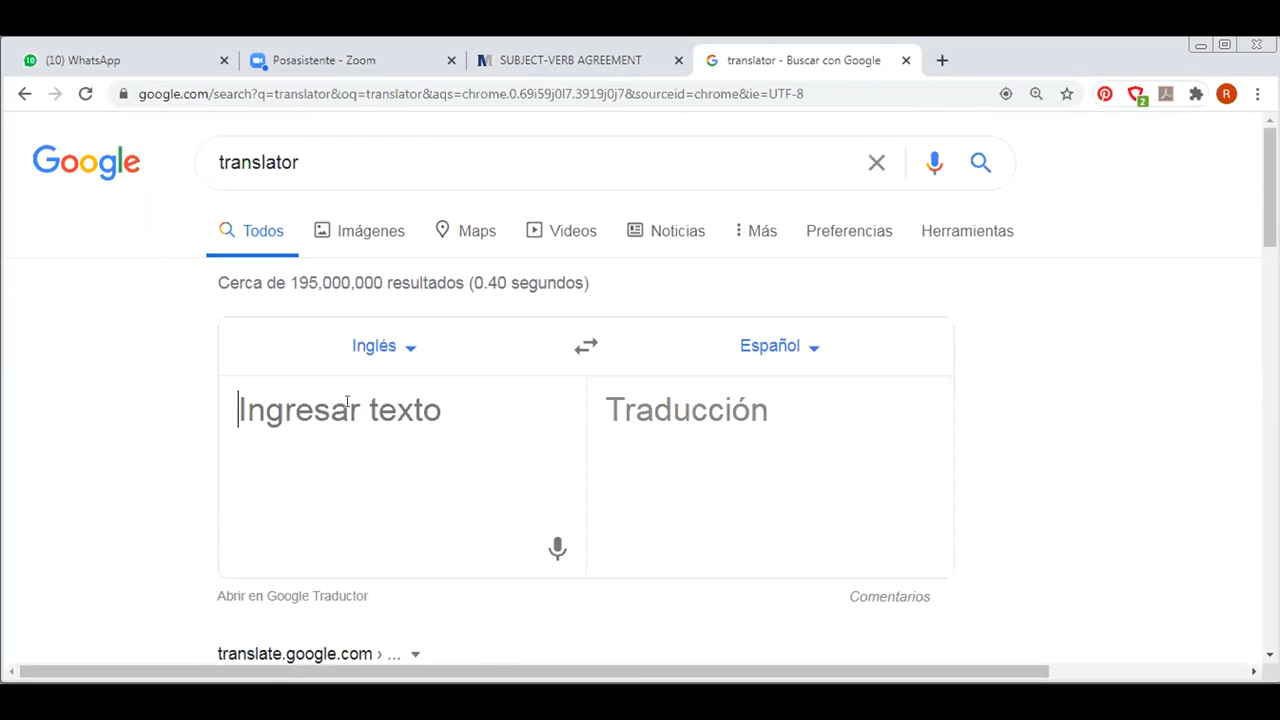 (10) WhatsApp
Posasistente - Zoom
SUBJECT-VERB AGREEMENT
translator - Buscar con Google
google.com/search?q=translator&oq=translator&aqs=chrome.0.69i59j0l7.3919j0j7&sourceid=chrome&ie=UTF-8
2
R
Google
translator
Todos
Imágenes
Maps
Videos
Noticias
Más
Preferencias
Herramientas
Cerca de 195,000,000 resultados (0.40 segundos)
Inglés
Español
Ingresar texto
Traducción
Abrir en Google Traductor
Comentarios
translate.google.com › ...